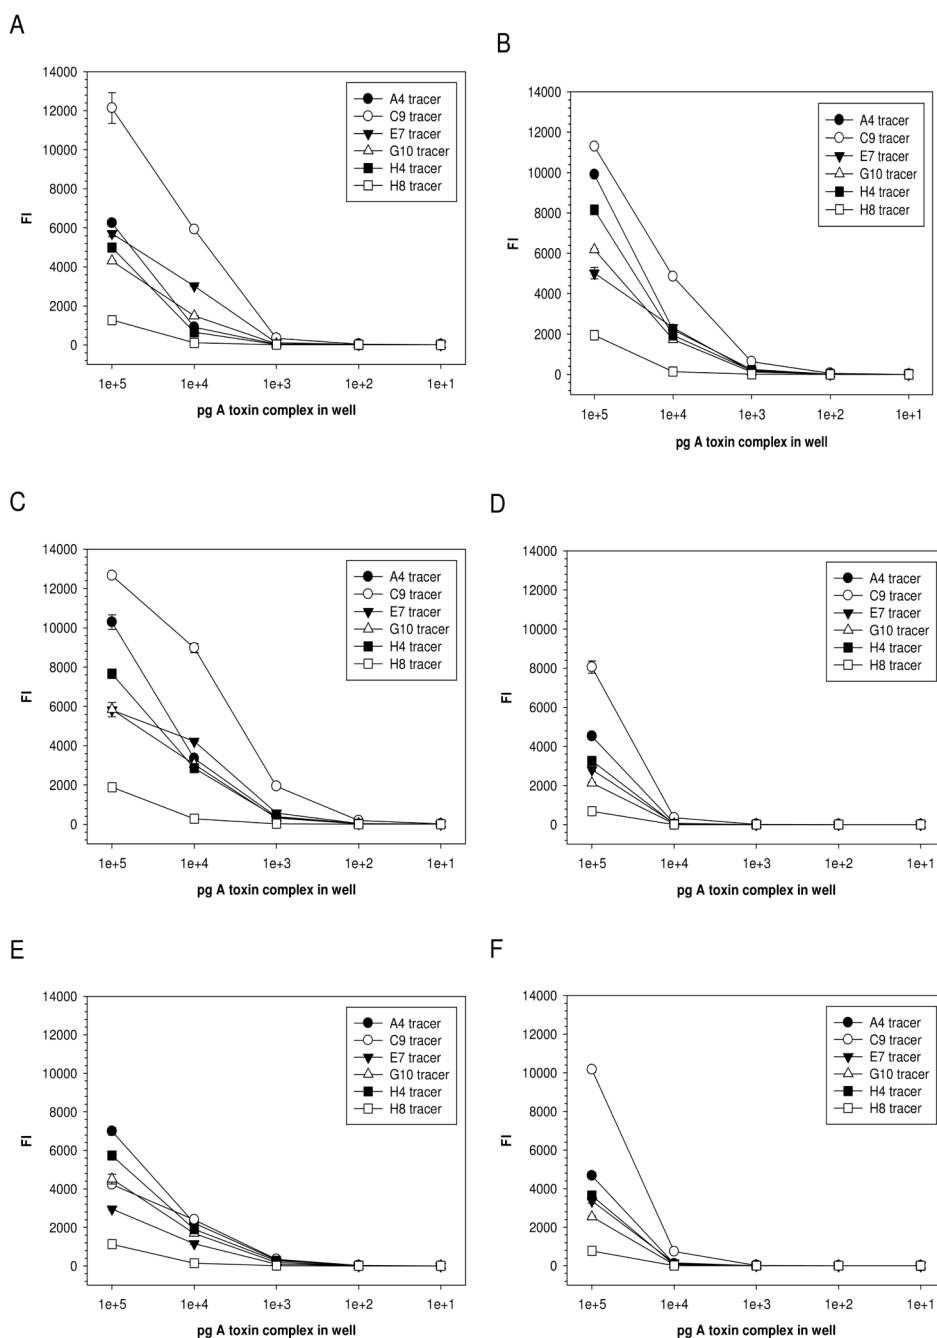 A
14000
12000
10000
8000
6000
4000
2000
0
FI
A4 tracer
C9 tracer
E7 tracer
G10 tracer
H4 tracer
H8 tracer
1e+5 1e+4 1e+3 1e+2 1e+1
pg A toxin complex in well
B
14000
12000
10000
8000
6000
4000
2000
0
FI
A4 tracer
C9 tracer
E7 tracer
G10 tracer
H4 tracer
H8 tracer
1e+5 1e+4 1e+3 1e+2 1e+1
pg A toxin complex in well
C
14000
12000
10000
8000
6000
4000
2000
0
FI
A4 tracer
C9 tracer
E7 tracer
G10 tracer
H4 tracer
H8 tracer
1e+5 1e+4 1e+3 1e+2 1e+1
pg A toxin complex in well
D
14000
12000
10000
8000
6000
4000
2000
0
FI
A4 tracer
C9 tracer
E7 tracer
G10 tracer
H4 tracer
H8 tracer
1e+5 1e+4 1e+3 1e+2 1e+1
pg A toxin complex in well
E
14000
12000
10000
8000
6000
4000
2000
0
FI
A4 tracer
C9 tracer
E7 tracer
G10 tracer
H4 tracer
H8 tracer
1e+5 1e+4 1e+3 1e+2 1e+1
pg A toxin complex in well
F
14000
12000
10000
8000
6000
4000
2000
0
FI
A4 tracer
C9 tracer
E7 tracer
G10 tracer
H4 tracer
H8 tracer
1e+5 1e+4 1e+3 1e+2 1e+1
pg A toxin complex in well